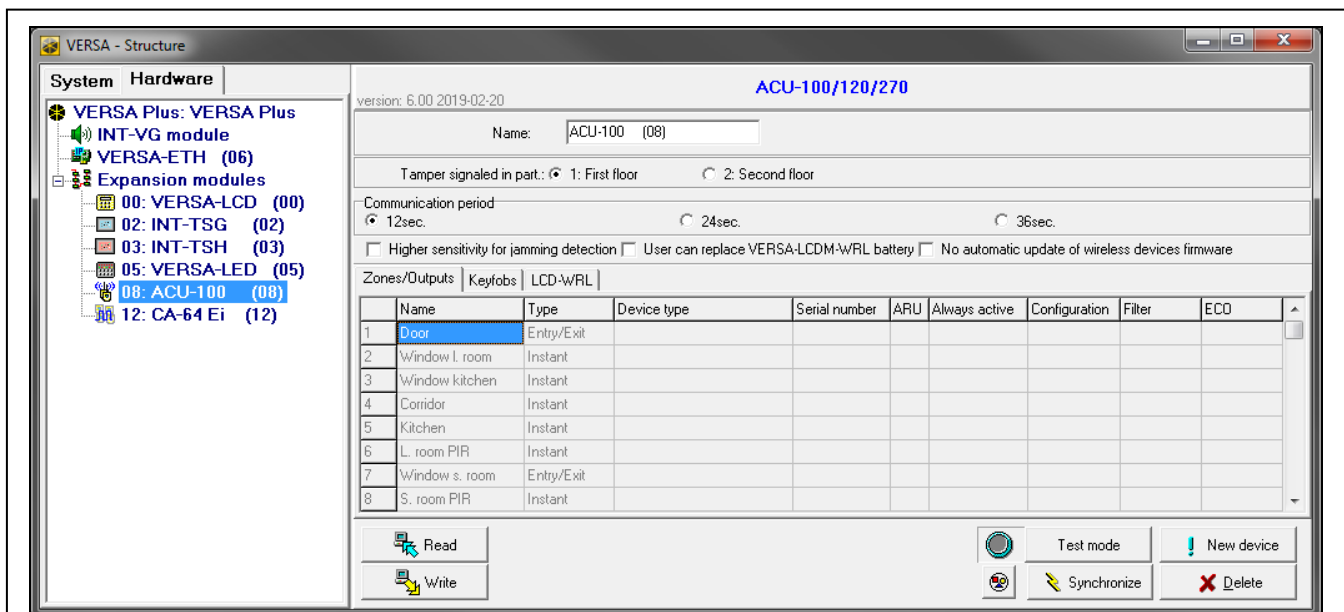 VERSA - Structure
System Hardware
VERSA Plus: VERSA Plus
INT-VG module
VERSA-ETH (06)
Expansion modules
00: VERSA-LCD (00)
02: INT-TSG (02)
03: INT-TSH (03)
05: VERSA-LED (05)
08: ACU-100 (08)
12: CA-64 Ei (12)
ACU-100/120/270
version: 6.00 2019-02-20
Name: ACU-100 (08)
Tamper signaled in part.: 1: First floor 2: Second floor
Communication period
12sec. 24sec. 36sec.
Higher sensitivity for jamming detection User can replace VERSA-LCDM-WRL battery No automatic update of wireless devices firmware
Zones/Outputs Keyfobs LCD-WRL
Name Type Device type Serial number ARU Always active Configuration Filter ECO
1 Door Entry/Exit
2 Window l. room Instant
3 Window kitchen Instant
4 Corridor Instant
5 Kitchen Instant
6 L. room PIR Instant
7 Window s. room Entry/Exit
8 S. room PIR Instant
Read Test mode New device
Write Synchronize Delete